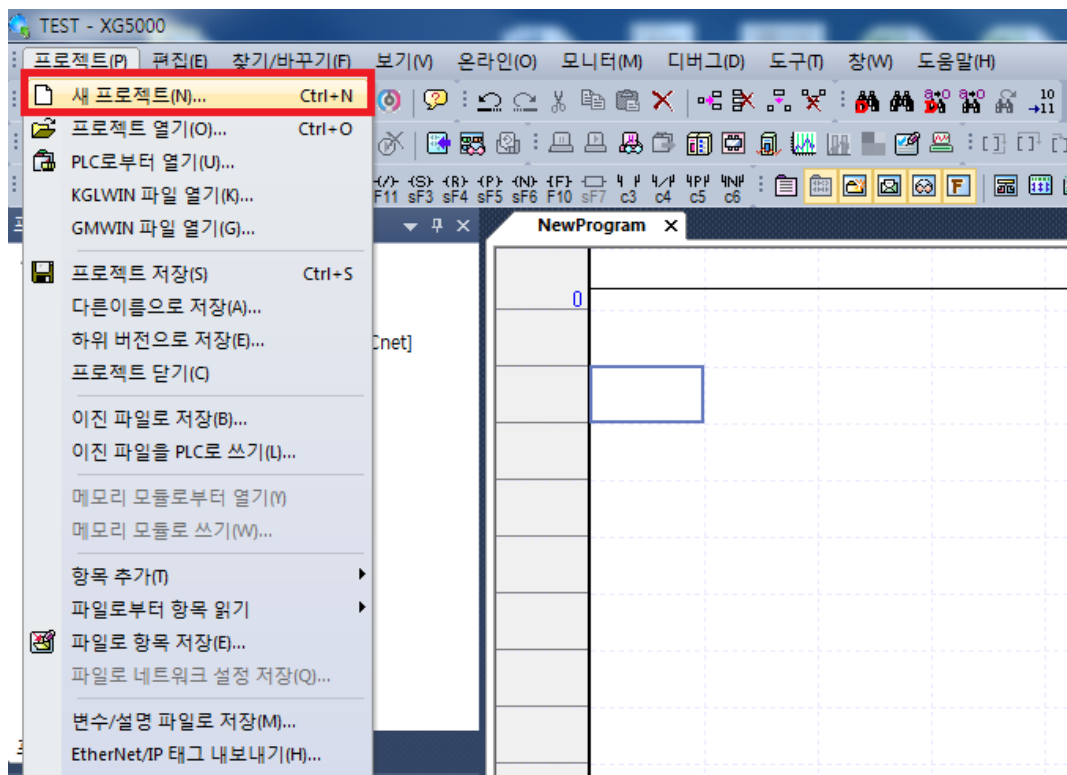 TEST - XG5000
프로젝트(P) 편집(E) 찾기/바꾸기(F) 보기(V) 온라인(O) 모니터(M) 디버그(D) 도구(T) 창(W) 도움말(H)
새 프로젝트(N)... Ctrl+N
프로젝트 열기(O)... Ctrl+O
PLC로부터 열기(U)...
KGLWIN 파일 열기(K)...
F11 sF3 sF4 sF5 sF6 F10 sF7 c3 c4 c5 c6
GMWIN 파일 열기(G)...
NewProgram
프로젝트 저장(S) Ctrl+S
0
다른이름으로 저장(A)...
하위 버전으로 저장(E)...
Cnet]
프로젝트 닫기(C)
이진 파일로 저장(B)...
이진 파일을 PLC로 쓰기(L)...
메모리 모듈로부터 열기(Y)
메모리 모듈로 쓰기(W)...
항목 추가(T)
파일로부터 항목 읽기
파일로 항목 저장(E)...
파일로 네트워크 설정 저장(Q)...
변수/설명 파일로 저장(M)...
EtherNet/IP 태그 내보내기(H)...